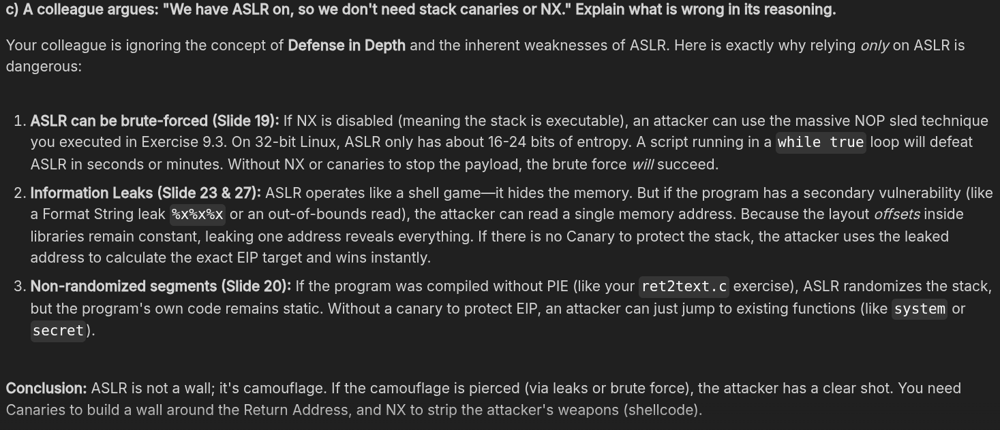 c) A colleague argues: "We have ASLR on, so we don't need stack canaries or NX." Explain what is wrong in its reasoning.
Your colleague is ignoring the concept of Defense in Depth and the inherent weaknesses of ASLR. Here is exactly why relying only on ASLR is
dangerous:
1. ASLR can be brute-forced (Slide 19): If NX is disabled (meaning the stack is executable), an attacker can use the massive NOP sled technique
you executed in Exercise 9.3. On 32-bit Linux, ASLR only has about 16-24 bits of entropy. A script running in a while true loop will defeat
ASLR in seconds or minutes. Without NX or canaries to stop the payload, the brute force will succeed.
2. Information Leaks (Slide 23 & 27): ASLR operates like a shell game—it hides the memory. But if the program has a secondary vulnerability (like
a Format String leak %x%x%x or an out-of-bounds read), the attacker can read a single memory address. Because the layout offsets inside
libraries remain constant, leaking one address reveals everything. If there is no Canary to protect the stack, the attacker uses the leaked
address to calculate the exact EIP target and wins instantly.
3. Non-randomized segments (Slide 20): If the program was compiled without PIE (like your ret2text.c exercise), ASLR randomizes the stack,
but the program's own code remains static. Without a canary to protect EIP, an attacker can just jump to existing functions (like system or
secret).
Conclusion: ASLR is not a wall; it's camouflage. If the camouflage is pierced (via leaks or brute force), the attacker has a clear shot. You need
Canaries to build a wall around the Return Address, and NX to strip the attacker's weapons (shellcode).